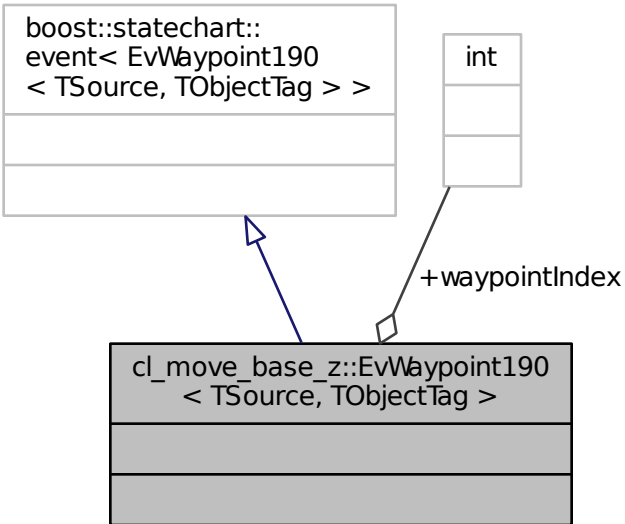 boost::statechart::
event< EvWaypoint190
< TSource, TObjectTag > >
int
+waypointIndex
cl_move_base_z::EvWaypoint190
< TSource, TObjectTag >